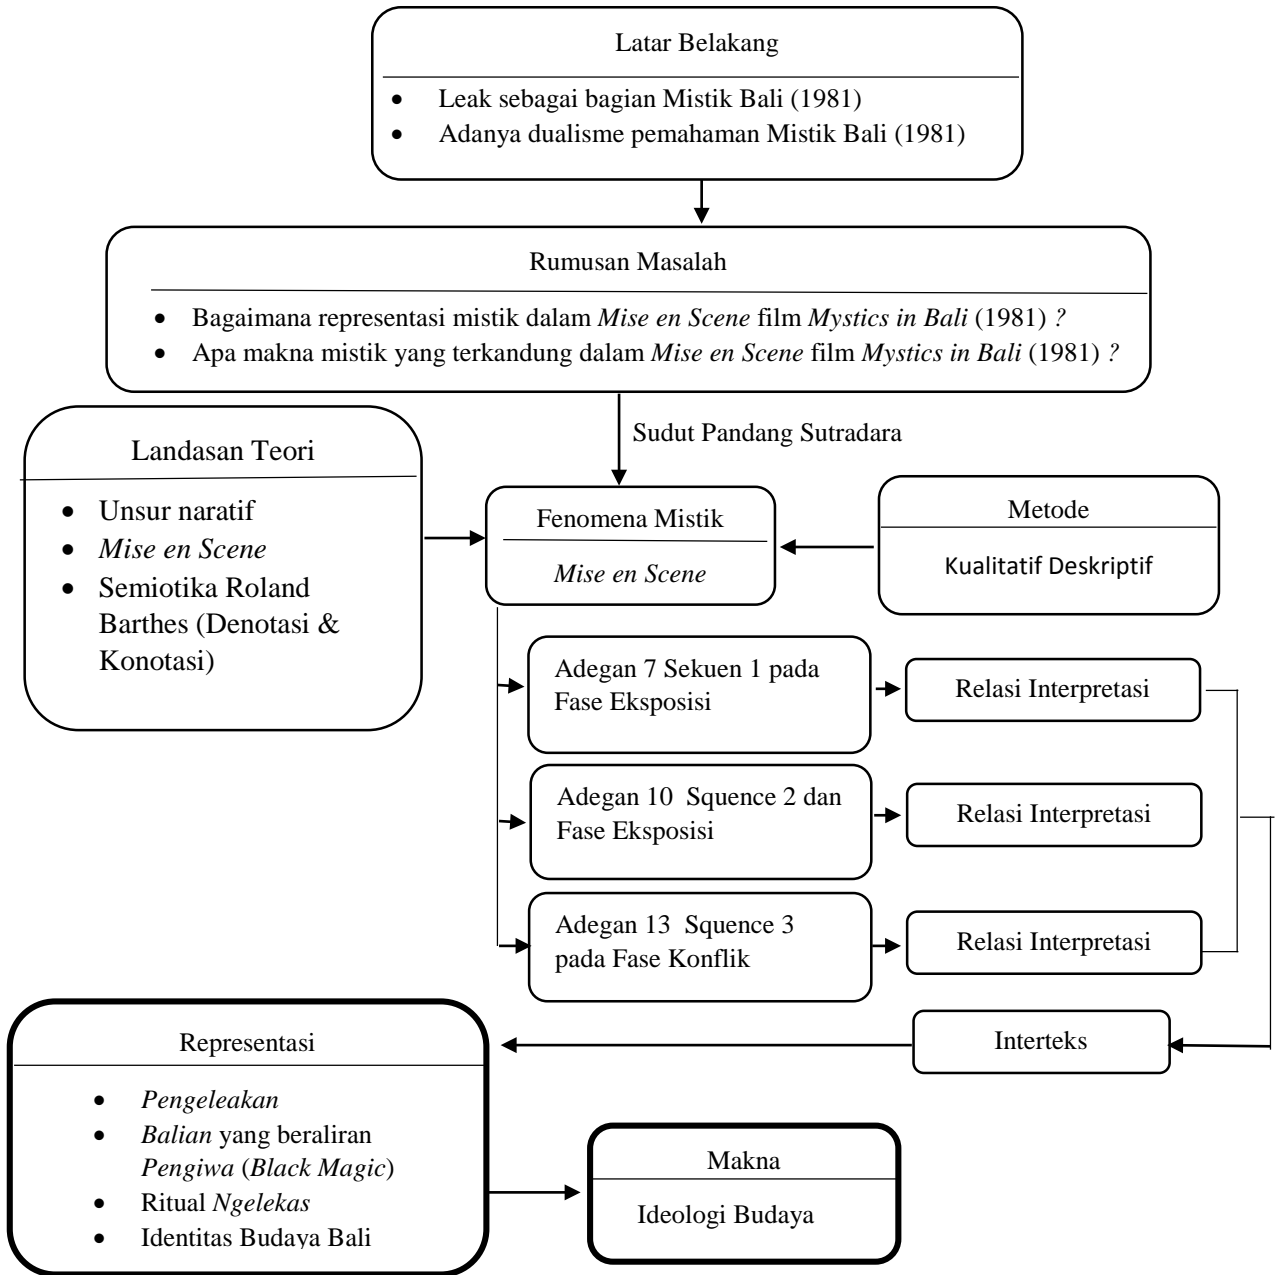 Latar Belakang
• Leak sebagai bagian Mistik Bali (1981)
• Adanya dualisme pemahaman Mistik Bali (1981)
Rumusan Masalah
• Bagaimana representasi mistik dalam Mise en Scene film Mystics in Bali (1981) ?
• Apa makna mistik yang terkandung dalam Mise en Scene film Mystics in Bali (1981) ?
Sudut Pandang Sutradara
Landasan Teori
• Unsur naratif
• Mise en Scene
• Semiotika Roland
Barthes (Denotasi &
Konotasi)
Fenomena Mistik
Mise en Scene
Metode
Kualitatif Deskriptif
Adegan 7 Sekuen 1 pada
Fase Eksposisi
Relasi Interpretasi
Adegan 10 Squence 2 dan
Fase Eksposisi
Relasi Interpretasi
Adegan 13 Squence 3
pada Fase Konflik
Relasi Interpretasi
Interteks
Representasi
• Pengeleakan
• Balian yang beraliran
Pengiwa (Black Magic)
• Ritual Ngelekas
• Identitas Budaya Bali
Makna
Ideologi Budaya